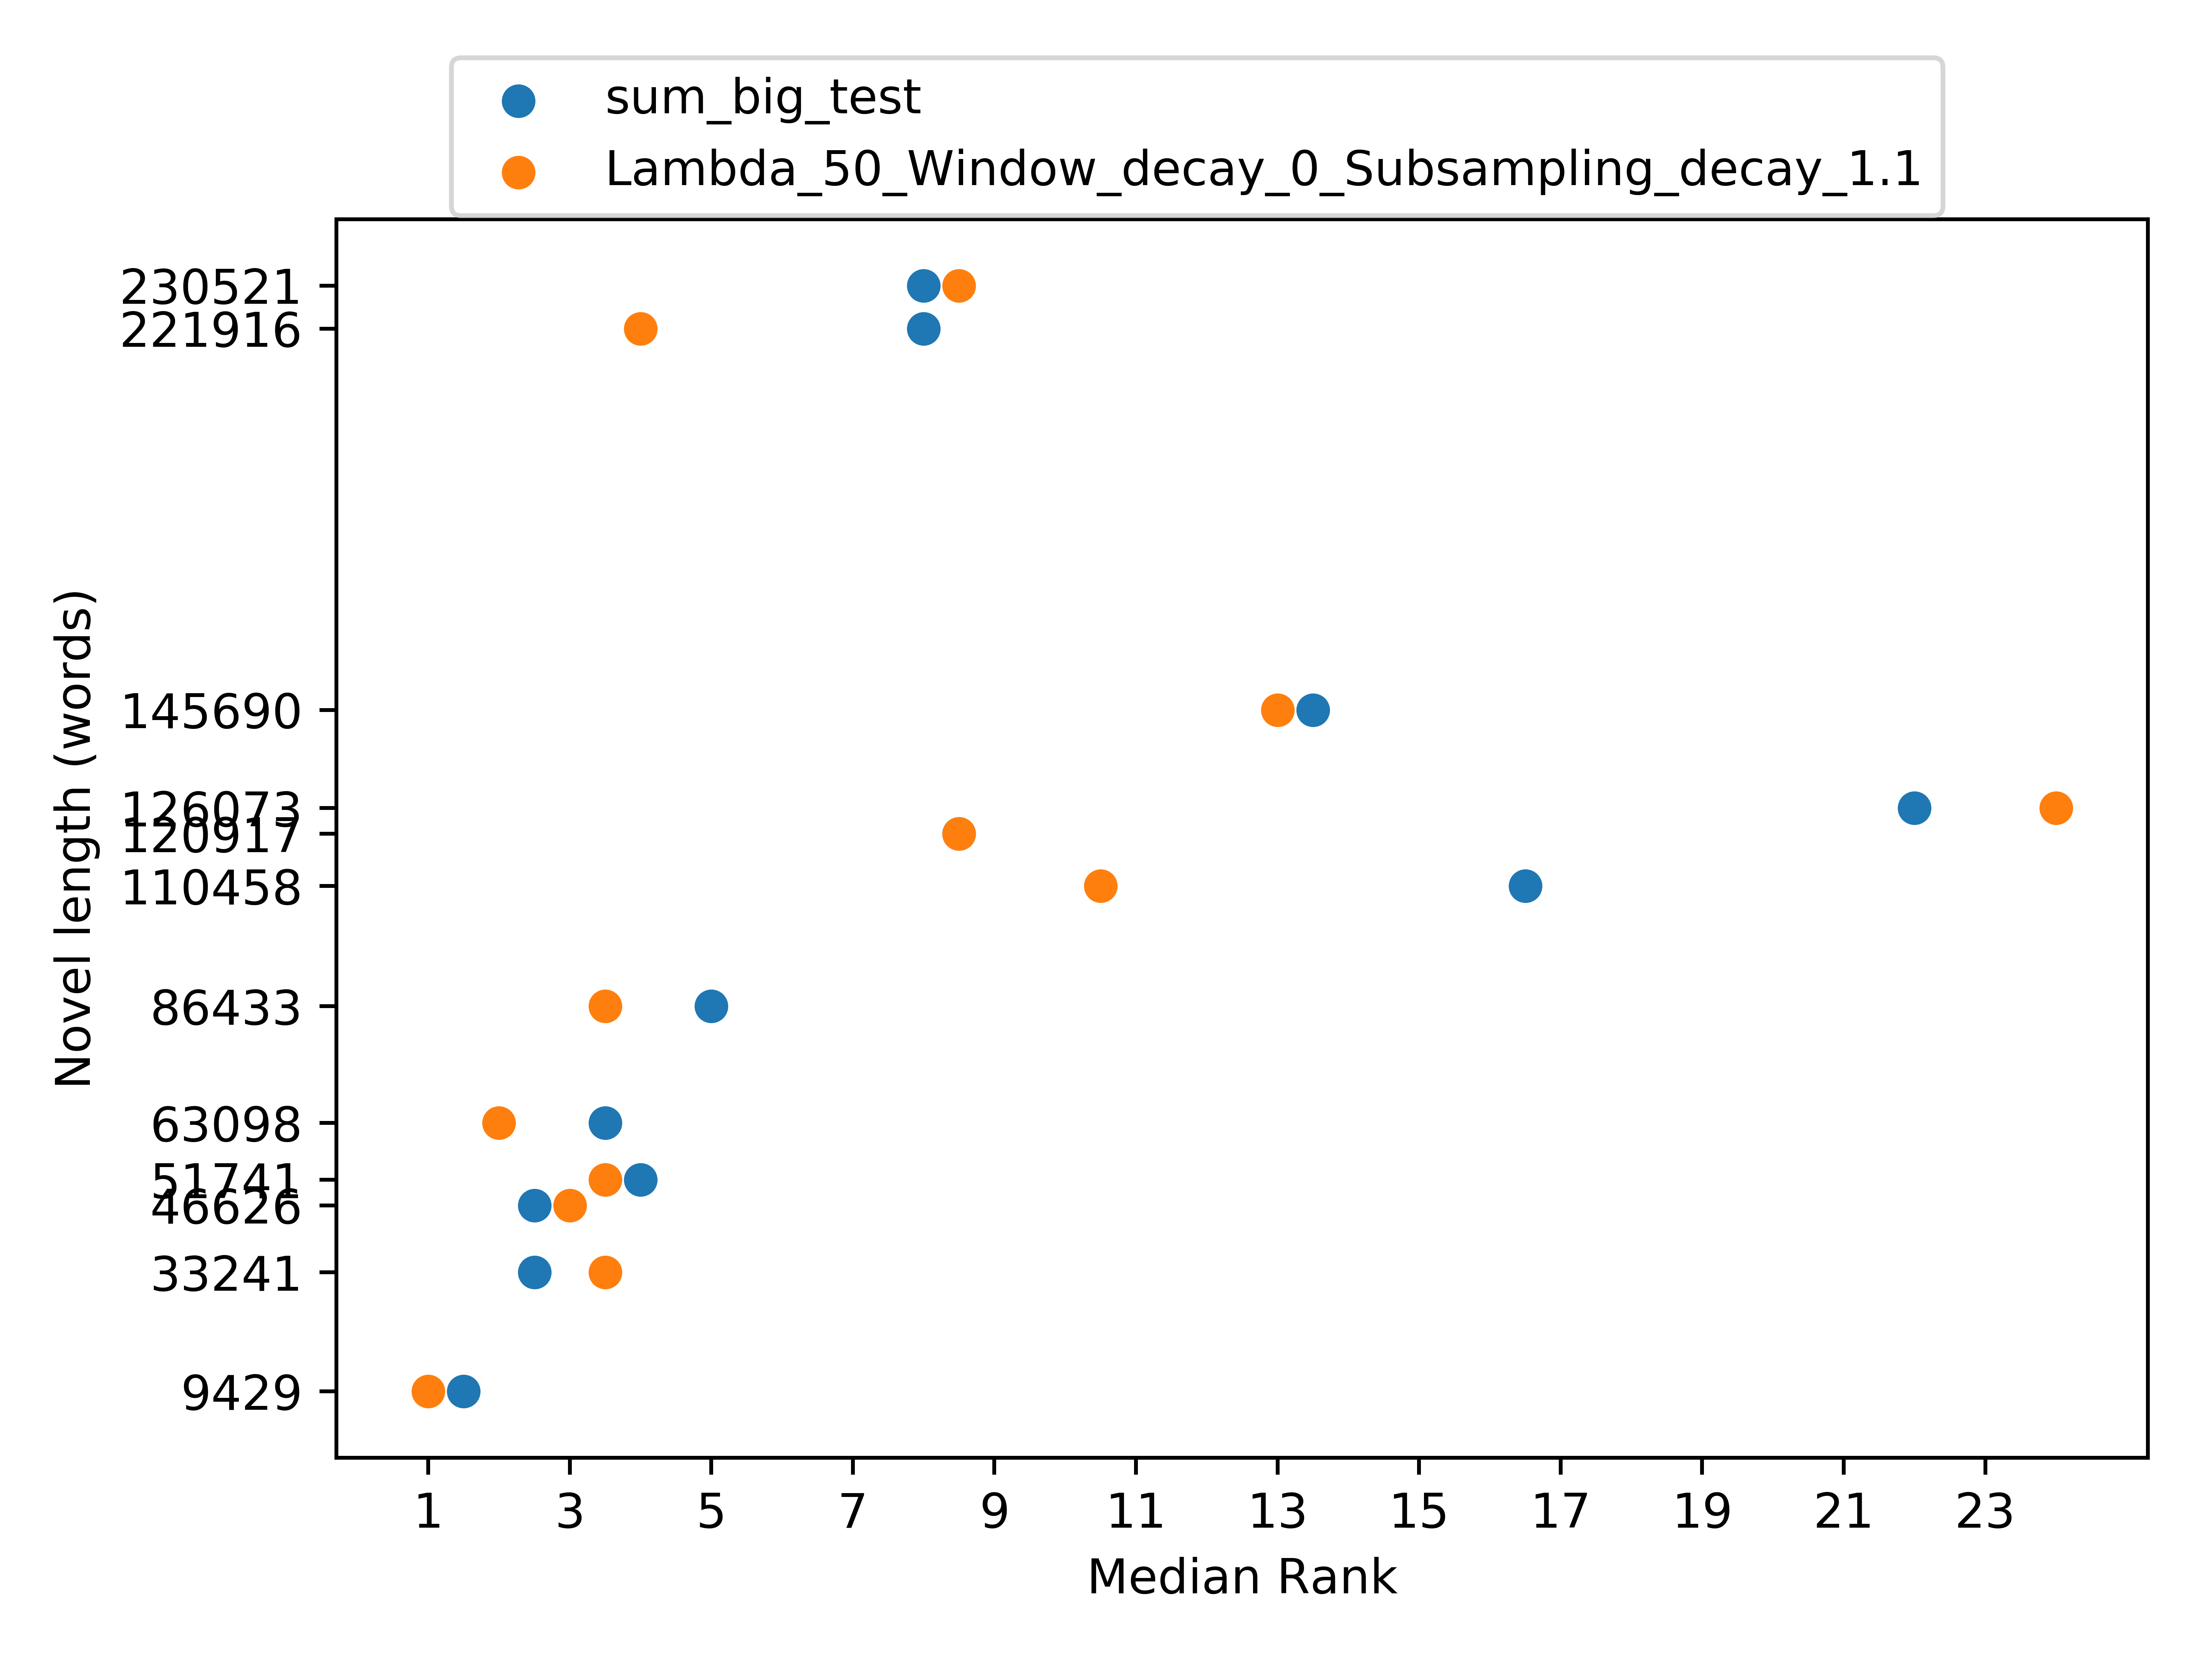 sum_big_test
Lambda_50_Window_decay_0_Subsampling_decay_1.1
Novel length (words)
230521
221916
145690
126073
120917
110458
86433
63098
51741
46626
33241
9429
1 3 5 7 9 11 13 15 17 19 21 23
Median Rank